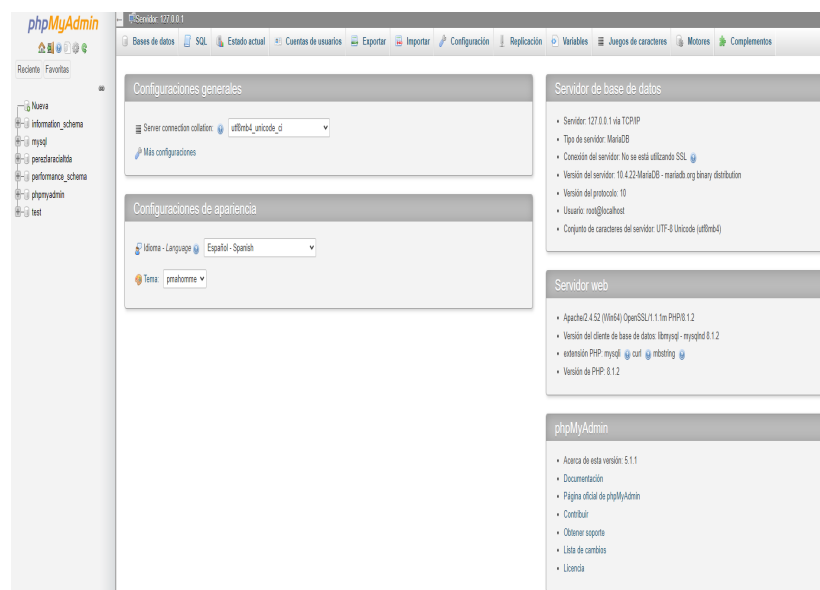 phpMyAdmin
Reciente Favoritas
Nueva
information_schema
mysql
perezlaracialtda
performance_schema
phpmyadmin
test
Servidor: 127.0.0.1
Bases de datos SQL Estado actual Cuentas de usuarios Exportar Importar Configuración Replicación Variables Juegos de caracteres Motores Complementos
Configuraciones generales
Server connection collation: utf8mb4_unicode_ci
Más configuraciones
Configuraciones de apariencia
Idioma - Language Español - Spanish
Tema: pmahomme
Servidor de base de datos
Servidor: 127.0.0.1 via TCP/IP
Tipo de servidor: MariaDB
Conexión del servidor: No se está utilizando SSL
Versión del servidor: 10.4.22-MariaDB - mariadb.org binary distribution
Versión del protocolo: 10
Usuario: root@localhost
Conjunto de caracteres del servidor: UTF-8 Unicode (utf8mb4)
Servidor web
Apache/2.4.52 (Win64) OpenSSL/1.1.1m PHP/8.1.2
Versión del cliente de base de datos: libmysql - mysqlnd 8.1.2
extensión PHP: mysqli curl mbstring
Versión de PHP: 8.1.2
phpMyAdmin
Acerca de esta versión: 5.1.1
Documentación
Página oficial de phpMyAdmin
Contribuir
Obtener soporte
Lista de cambios
Licencia